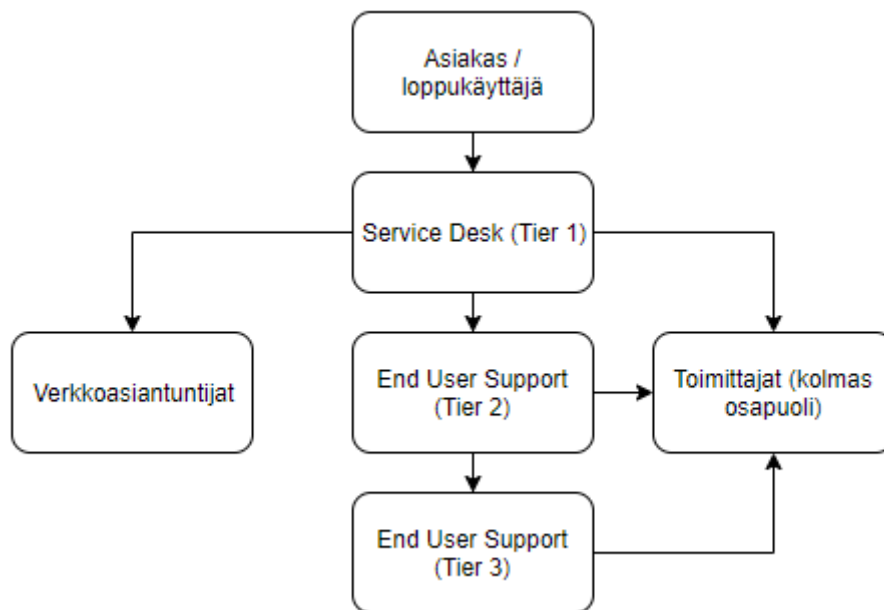 Asiakas /
loppukäyttäjä
Service Desk (Tier 1)
Verkkoasiantuntijat
End User Support
(Tier 2)
Toimittajat (kolmas
osapuoli)
End User Support
(Tier 3)